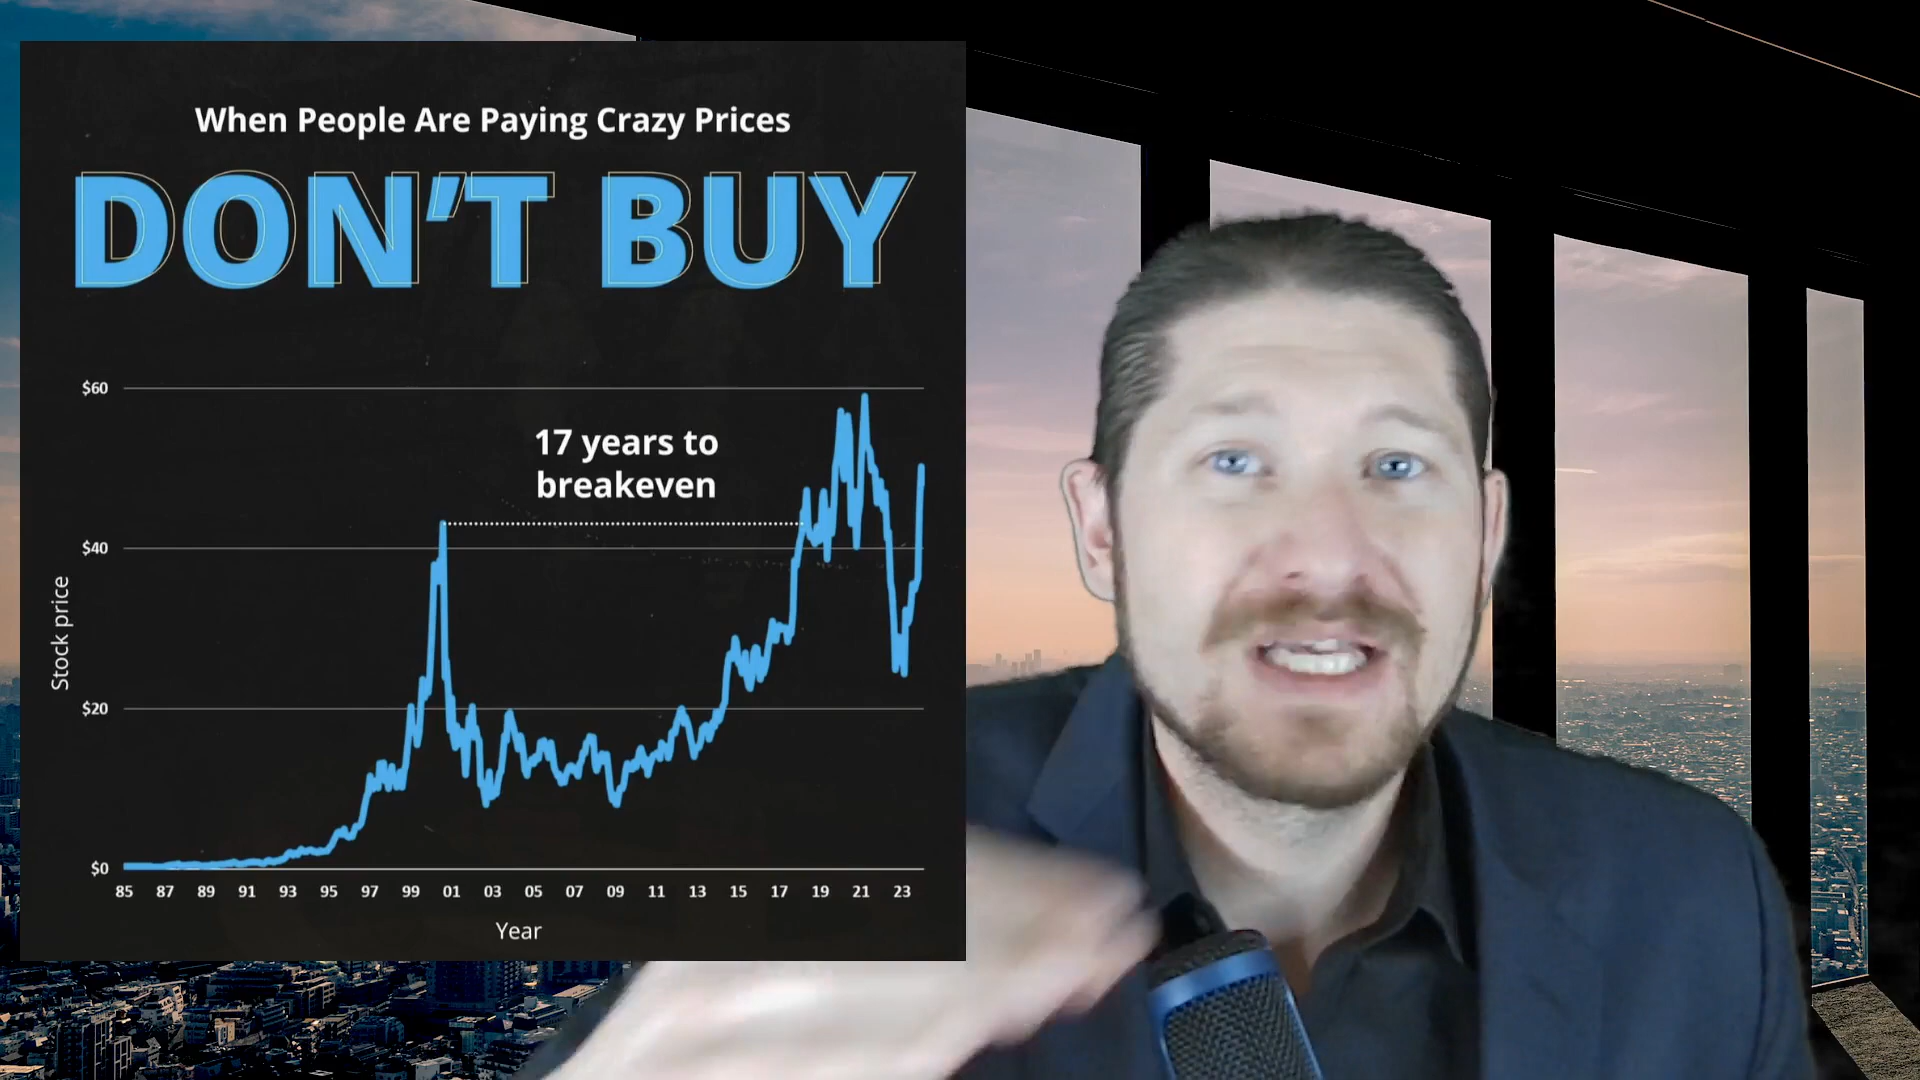 When People Are Paying Crazy Prices
DON'T BUY
17 years to
breakeven
$60
$40
$20
$0
Stock price
85 87 89 91 93 95 97 99 01 03 05 07 09 11 13 15 17 19 21 23
Year